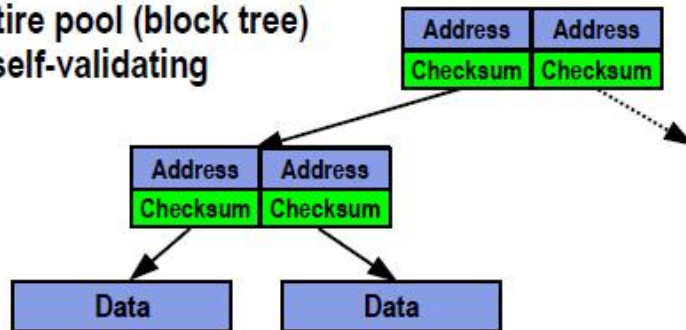 tire pool (block tree)
self-validating
Address Address
Checksum Checksum
Address Address
Checksum Checksum
Data Data